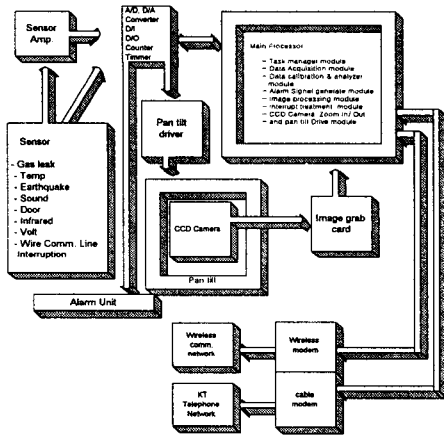 Sensor
Amp.
A/D, D/A
Converter
D/I
D/O
Counter
Timmer
Main Processor
- Task manager module
- Data Acquisition module
- Data calibration & analyzer
module
- Alarm Signal generate module
- Image processing module
- Interrupt treatment module
- CCD Camera Zoom In/ Out
- and pan tilt Drive module
Pan tilt
driver
Sensor
- Gas leak
- Temp
- Earthquake
- Sound
- Door
- Infrared
- Volt
- Wire Comm. Line
Interruption
CCD Camera
Pan tilt
Image grab
card
Alarm Unit
Wireless
comm.
network
Wireless
modem
KT
Telephone
Network
cable
modem